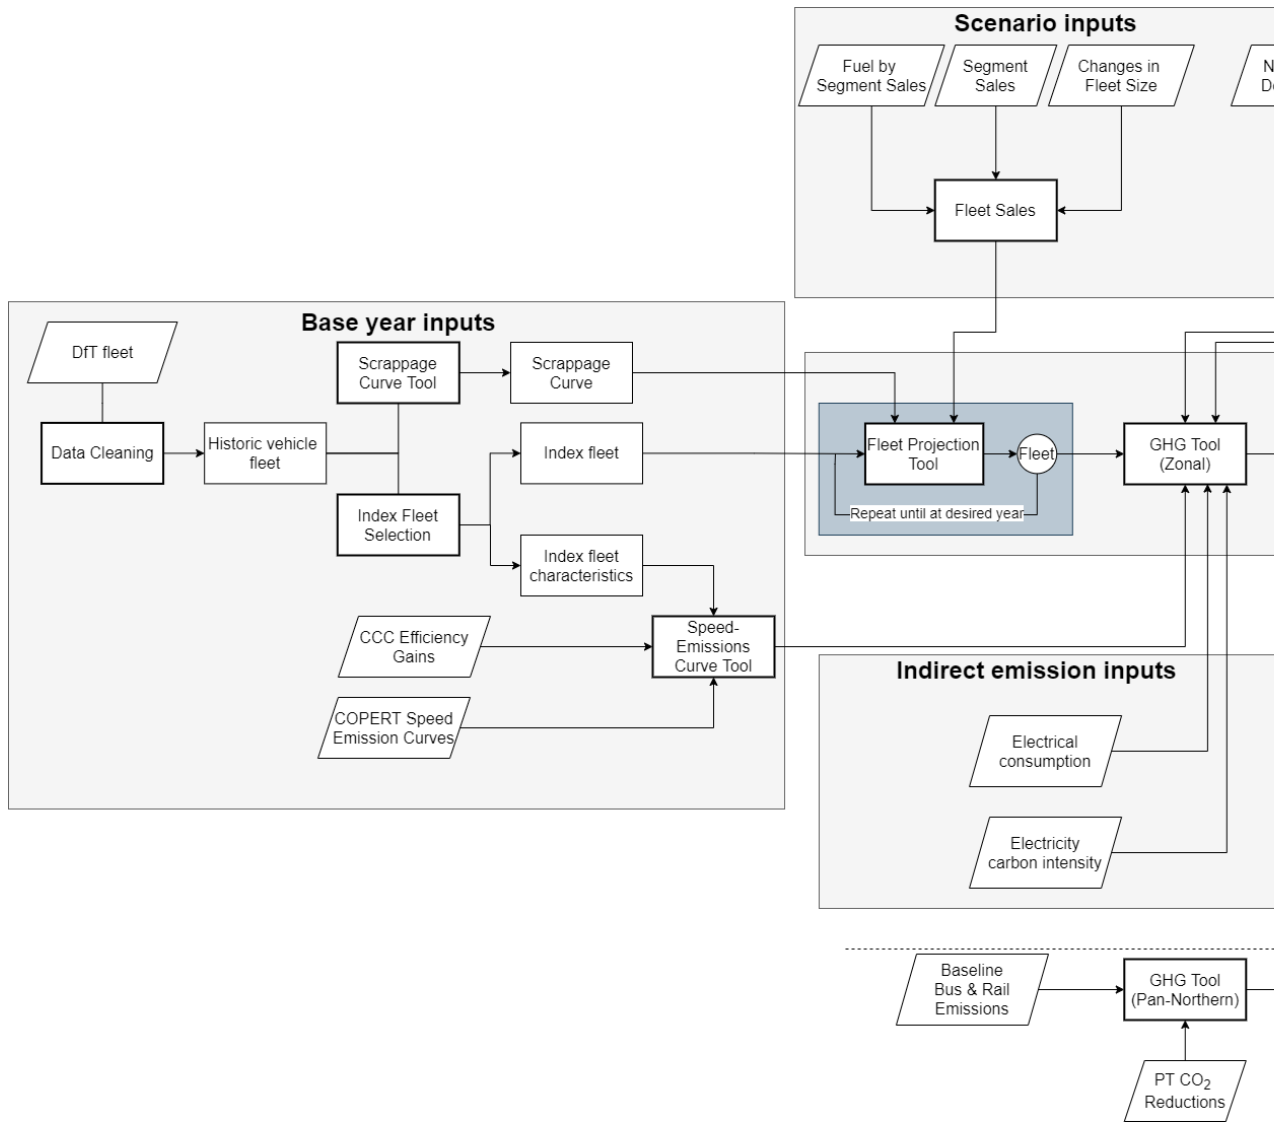 Scenario inputs
Fuel by
Segment Sales
Segment
Sales
Changes in
Fleet Size
Fleet Sales
Base year inputs
DfT fleet
Data Cleaning
Historic vehicle
fleet
Scrappage
Curve Tool
Scrappage
Curve
Index Fleet
Selection
Index fleet
Index fleet
characteristics
CCC Efficiency
Gains
COPERT Speed
Emission Curves
Speed-
Emissions
Curve Tool
Fleet Projection
Tool
Fleet
Repeat until at desired year
GHG Tool
(Zonal)
Indirect emission inputs
Electrical
consumption
Electricity
carbon intensity
Baseline
Bus & Rail
Emissions
GHG Tool
(Pan-Northern)
PT CO₂
Reductions